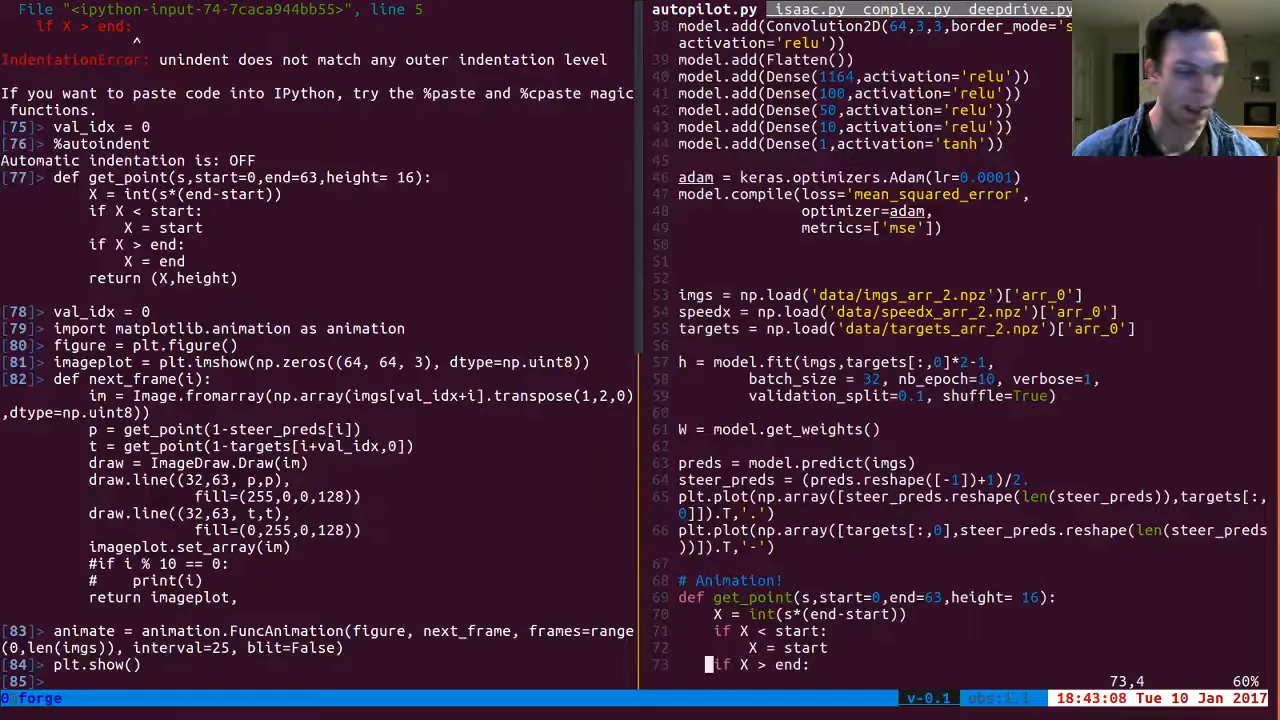 File "<ipython-input-74-7caca944bb55>", line 5
if X > end:
^
IndentationError: unindent does not match any outer indentation level
If you want to paste code into IPython, try the %paste and %cpaste magic
functions.
[75]> val_idx = 0
[76]> %autoindent
Automatic indentation is: OFF
[77]> def get_point(s,start=0,end=63,height= 16):
X = int(s*(end-start))
if X < start:
X = start
if X > end:
X = end
return (X,height)
[78]> val_idx = 0
[79]> import matplotlib.animation as animation
[80]> figure = plt.figure()
[81]> imageplot = plt.imshow(np.zeros((64, 64, 3), dtype=np.uint8))
[82]> def next_frame(i):
im = Image.fromarray(np.array(imgs[val_idx+i].transpose(1,2,0)
,dtype=np.uint8))
p = get_point(1-steer_preds[i])
t = get_point(1-targets[i+val_idx,0])
draw = ImageDraw.Draw(im)
draw.line((32,63, p,p),
fill=(255,0,0,128))
draw.line((32,63, t,t),
fill=(0,255,0,128))
imageplot.set_array(im)
#if i % 10 == 0:
#    print(i)
return imageplot,
[83]> animate = animation.FuncAnimation(figure, next_frame, frames=range
(0,len(imgs)), interval=25, blit=False)
[84]> plt.show()
[85]>
autopilot.py  isaac.py  complex.py  deepdrive.py
38 model.add(Convolution2D(64,3,3,border_mode='s
activation='relu'))
39 model.add(Flatten())
40 model.add(Dense(1164,activation='relu'))
41 model.add(Dense(100,activation='relu'))
42 model.add(Dense(50,activation='relu'))
43 model.add(Dense(10,activation='relu'))
44 model.add(Dense(1,activation='tanh'))
45
46 adam = keras.optimizers.Adam(lr=0.0001)
47 model.compile(loss='mean_squared_error',
48 optimizer=adam,
49 metrics=['mse'])
50
51
52
53 imgs = np.load('data/imgs_arr_2.npz')['arr_0']
54 speedx = np.load('data/speedx_arr_2.npz')['arr_0']
55 targets = np.load('data/targets_arr_2.npz')['arr_0']
56
57 h = model.fit(imgs,targets[:,0]*2-1,
58 batch_size = 32, nb_epoch=10, verbose=1,
59 validation_split=0.1, shuffle=True)
60
61 W = model.get_weights()
62
63 preds = model.predict(imgs)
64 steer_preds = (preds.reshape([-1])+1)/2.
65 plt.plot(np.array([steer_preds.reshape(len(steer_preds)),targets[:,
0]]).T,'.')
66 plt.plot(np.array([targets[:,0],steer_preds.reshape(len(steer_preds
))]).T,'-')
67
68 # Animation!
69 def get_point(s,start=0,end=63,height= 16):
70 X = int(s*(end-start))
71 if X < start:
72 X = start
73 if X > end:
73,4 60%
0 forge v-0.1 obs:1.1 18:43:08 Tue 10 Jan 2017